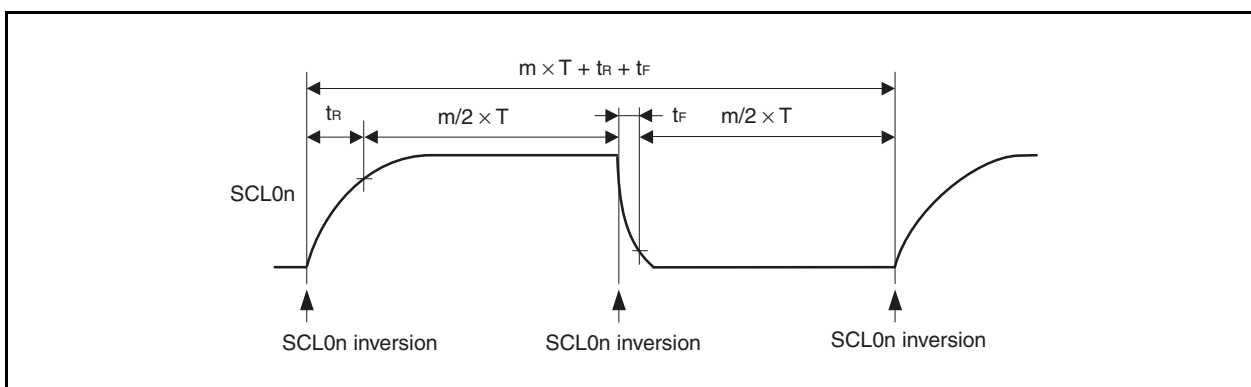 m × T + tR + tF
tR
m/2 × T
tF
m/2 × T
SCL0n
SCL0n inversion
SCL0n inversion
SCL0n inversion